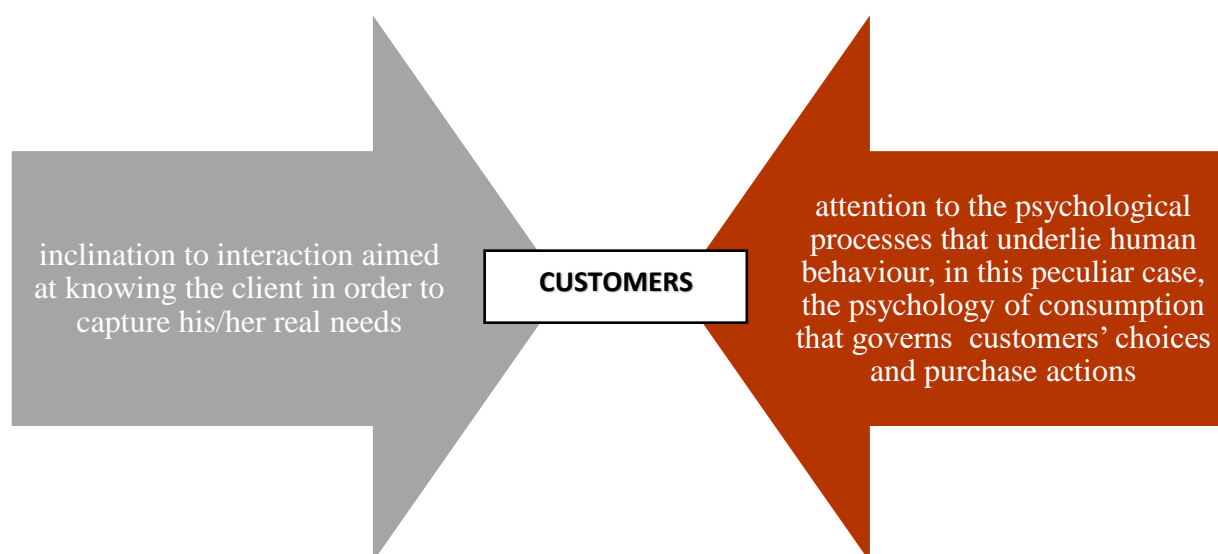 inclination to interaction aimed
at knowing the client in order to
capture his/her real needs
CUSTOMERS
attention to the psychological
processes that underlie human
behaviour, in this peculiar case,
the psychology of consumption
that governs  customers’ choices
and purchase actions